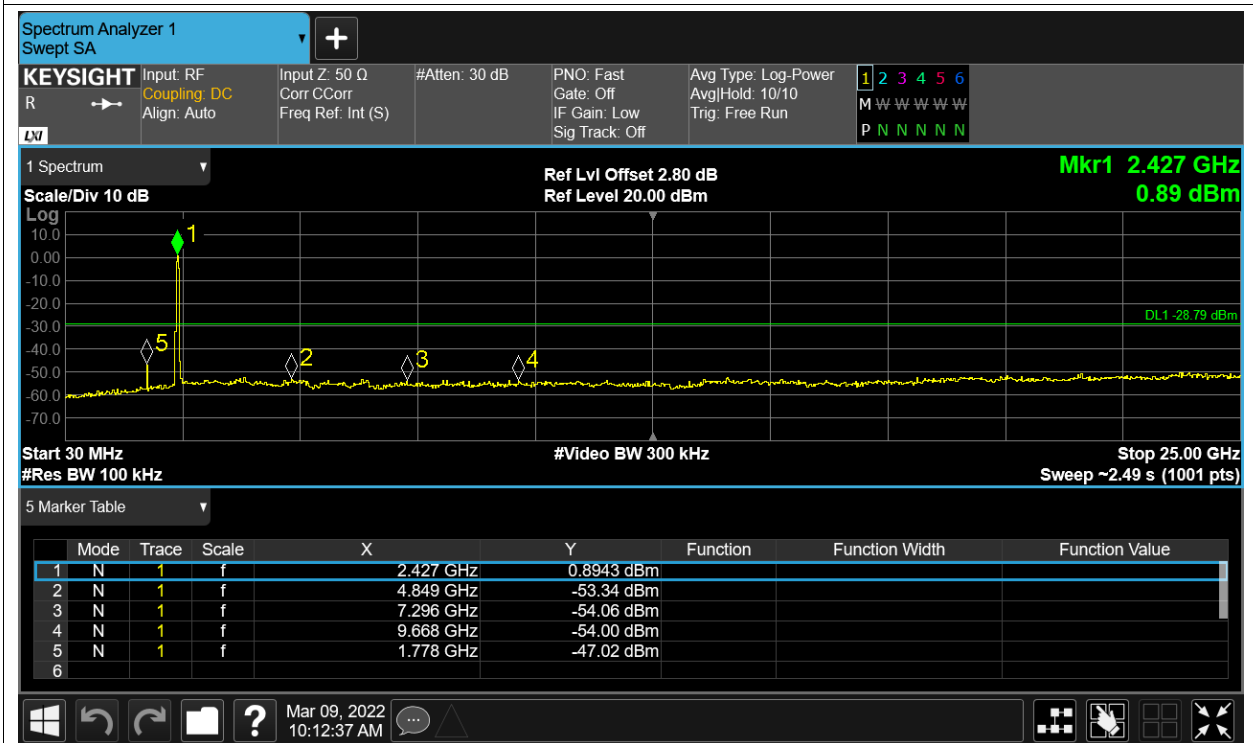 Spectrum Analyzer 1
Swept SA
KEYSIGHT Input: RF Input Z: 50 Ω #Atten: 30 dB PNO: Fast Avg Type: Log-Power 1 2 3 4 5 6
R Coupling: DC Corr CCorr Gate: Off Avg|Hold: 10/10 M W W W W W
Align: Auto Freq Ref: Int (S) IF Gain: Low Trig: Free Run
LXI Sig Track: Off P N N N N N
1 Spectrum Ref Lvl Offset 2.80 dB Mkr1 2.427 GHz
Scale/Div 10 dB Ref Level 20.00 dBm 0.89 dBm
Log
10.0 1
0.00
-10.0
-20.0
DL1 -28.79 dBm
-30.0
-40.0 5
-50.0 2 3 4
-60.0
-70.0
Start 30 MHz #Video BW 300 kHz Stop 25.00 GHz
#Res BW 100 kHz Sweep ~2.49 s (1001 pts)
5 Marker Table
Mode Trace Scale X Y Function Function Width Function Value
1 N 1 f 2.427 GHz 0.8943 dBm
2 N 1 f 4.849 GHz -53.34 dBm
3 N 1 f 7.296 GHz -54.06 dBm
4 N 1 f 9.668 GHz -54.00 dBm
5 N 1 f 1.778 GHz -47.02 dBm
6
? Mar 09, 2022
10:12:37 AM